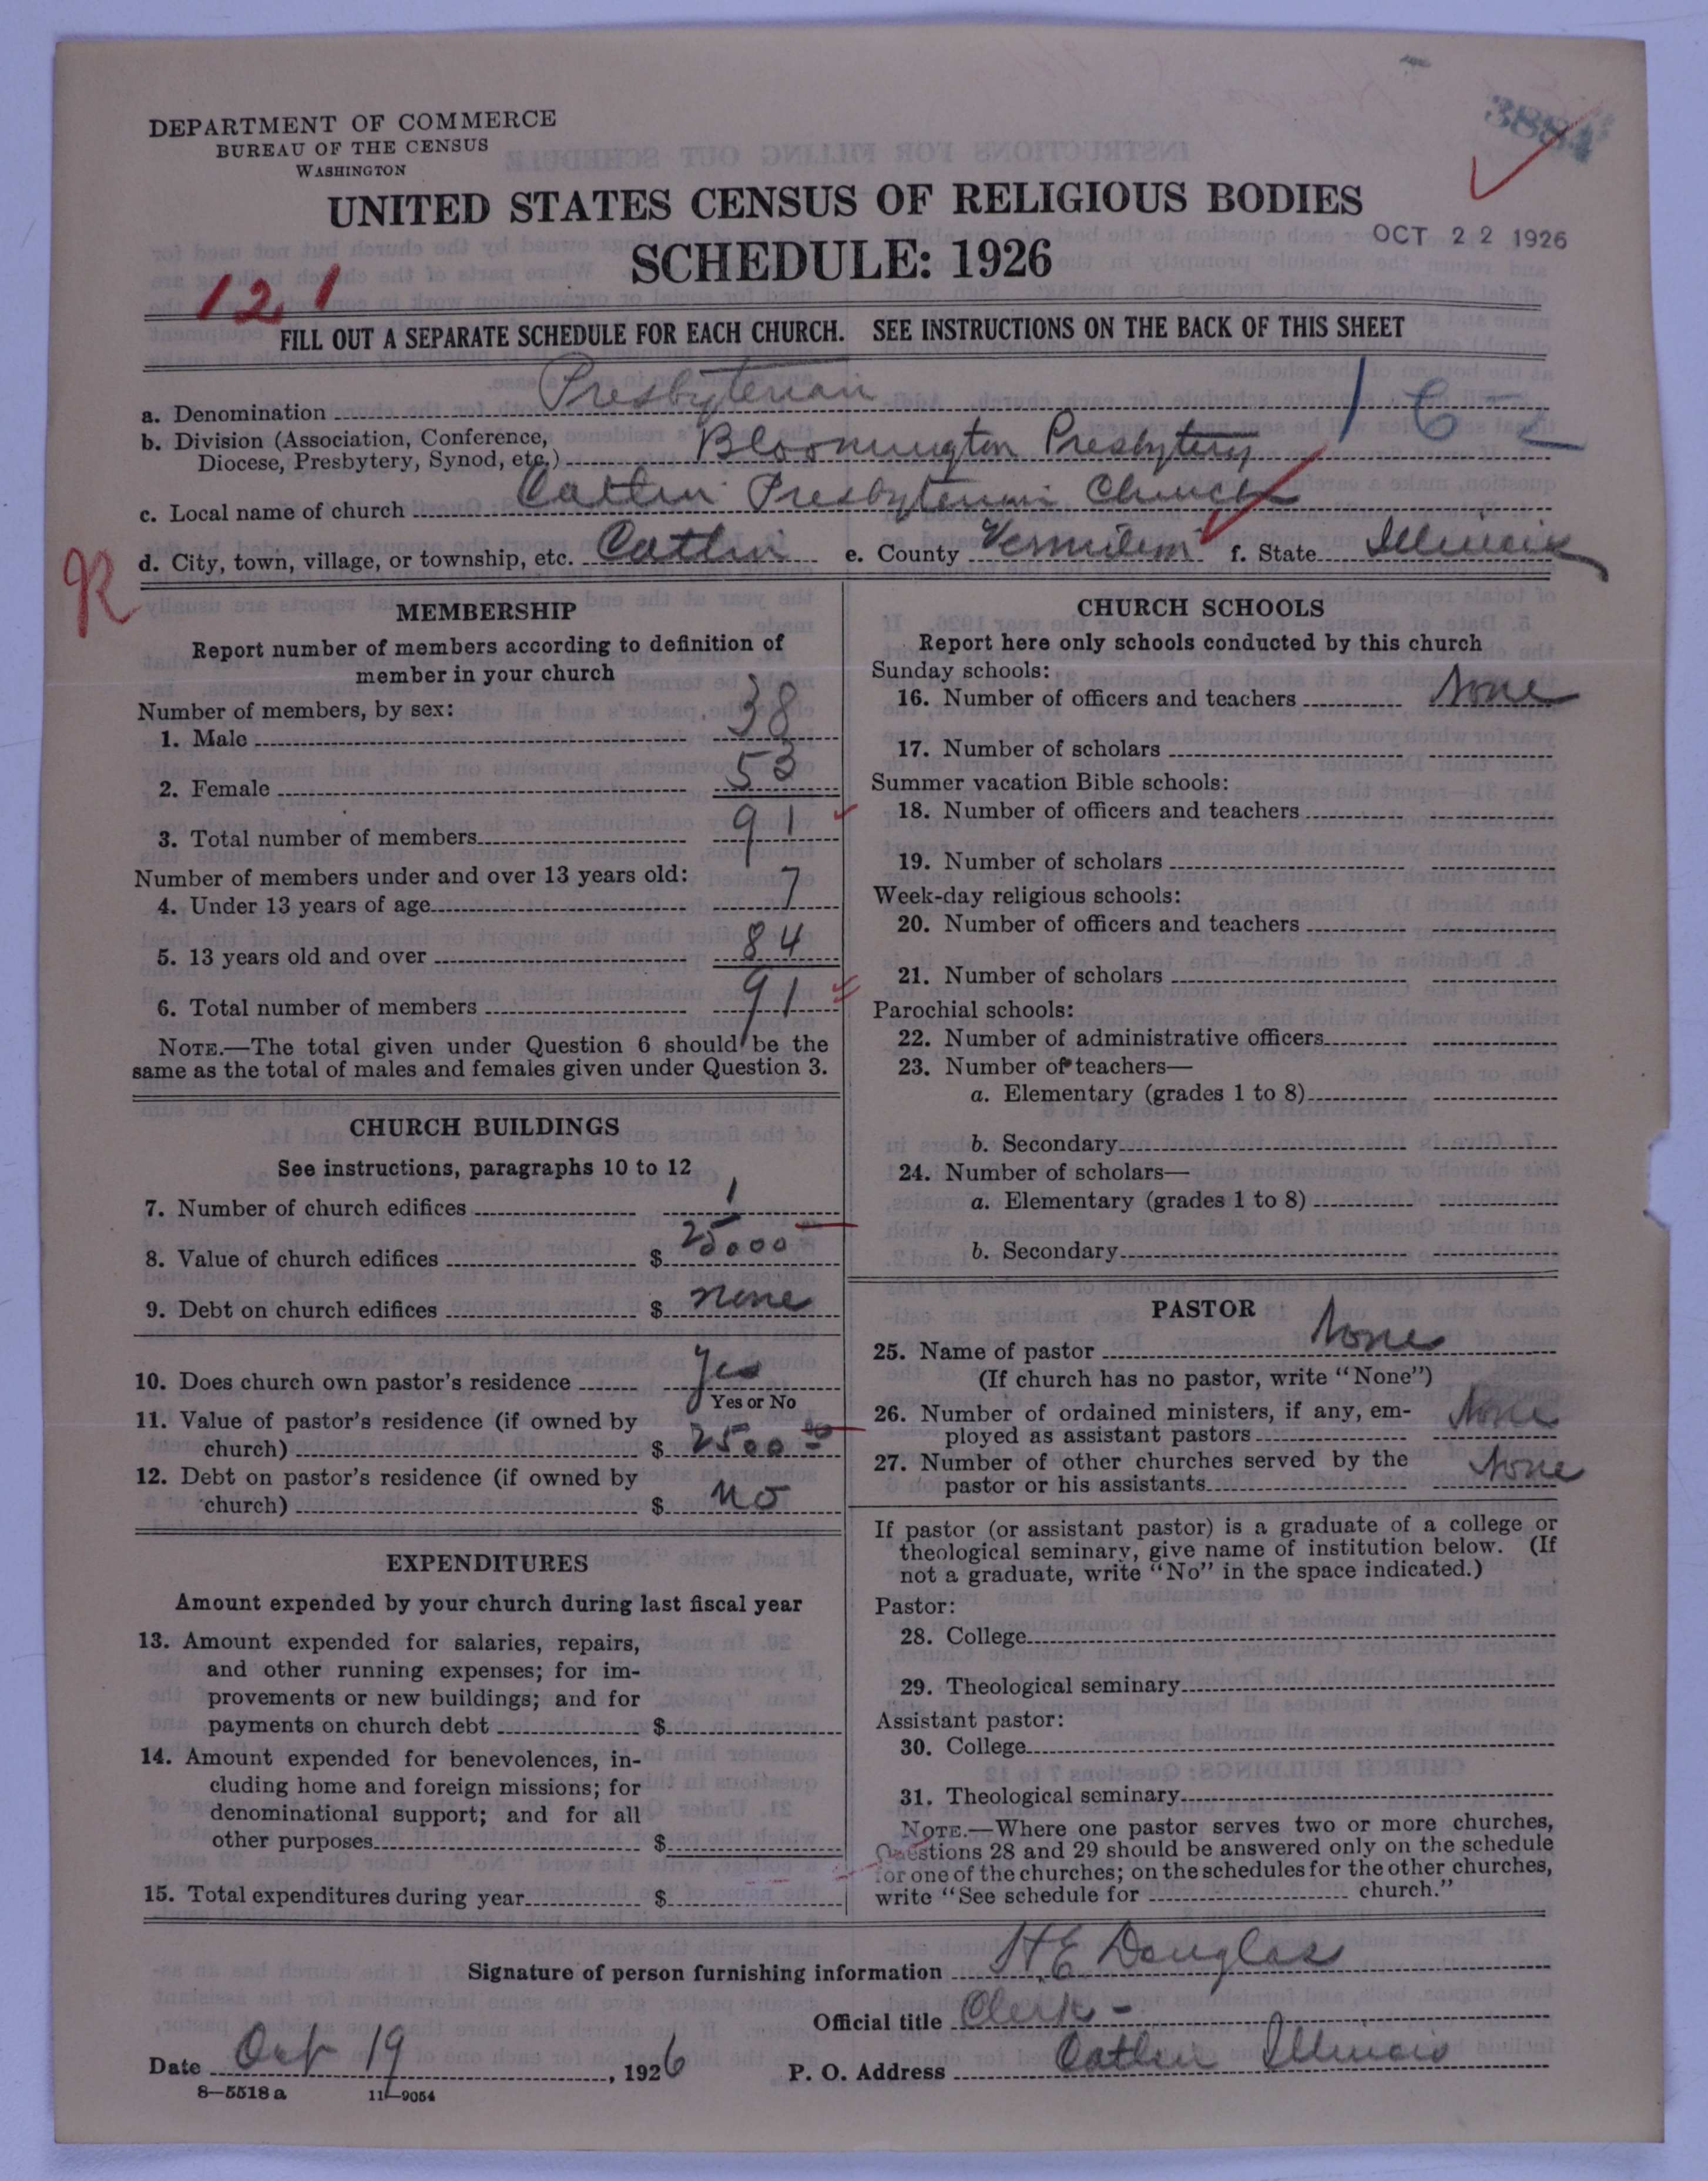 3884
DEPARTMENT OF COMMERCE
BUREAU OF THE CENSUS
WASHINGTON
UNITED STATES CENSUS OF RELIGIOUS BODIES
SCHEDULE: 1926
OCT 22 1926
121
FILL OUT A SEPARATE SCHEDULE FOR EACH CHURCH. SEE INSTRUCTIONS ON THE BACK OF THIS SHEET
a. Denomination Presbyterian
b. Division (Association, Conference,
Diocese, Presbytery, Synod, etc.) Bloomington Presbytery
c. Local name of church Catlin Presbyterian Church
d. City, town, village, or township, etc. Catlin e. County Vermilion f. State Illinois
R
MEMBERSHIP
Report number of members according to definition of
member in your church
Number of members, by sex:
1. Male 38
2. Female 53
3. Total number of members 91
Number of members under and over 13 years old:
4. Under 13 years of age 7
5. 13 years old and over 84
6. Total number of members 91
NOTE.—The total given under Question 6 should be the
same as the total of males and females given under Question 3.
CHURCH BUILDINGS
See instructions, paragraphs 10 to 12
7. Number of church edifices 1
8. Value of church edifices $ 25000
9. Debt on church edifices $ none
10. Does church own pastor's residence Yes
Yes or No
11. Value of pastor's residence (if owned by
church) $ 2500 00
12. Debt on pastor's residence (if owned by
church) $ No
EXPENDITURES
Amount expended by your church during last fiscal year
13. Amount expended for salaries, repairs,
and other running expenses; for im-
provements or new buildings; and for
payments on church debt $
14. Amount expended for benevolences, in-
cluding home and foreign missions; for
denominational support; and for all
other purposes $
15. Total expenditures during year $
CHURCH SCHOOLS
Report here only schools conducted by this church
Sunday schools:
16. Number of officers and teachers None
17. Number of scholars
Summer vacation Bible schools:
18. Number of officers and teachers
19. Number of scholars
Week-day religious schools:
20. Number of officers and teachers
21. Number of scholars
Parochial schools:
22. Number of administrative officers
23. Number of teachers—
a. Elementary (grades 1 to 8)
b. Secondary
24. Number of scholars—
a. Elementary (grades 1 to 8)
b. Secondary
PASTOR
25. Name of pastor None
(If church has no pastor, write "None")
26. Number of ordained ministers, if any, em-
ployed as assistant pastors None
27. Number of other churches served by the
pastor or his assistants None
If pastor (or assistant pastor) is a graduate of a college or
theological seminary, give name of institution below. (If
not a graduate, write "No" in the space indicated.)
Pastor:
28. College
29. Theological seminary
Assistant pastor:
30. College
31. Theological seminary
NOTE.—Where one pastor serves two or more churches,
Questions 28 and 29 should be answered only on the schedule
for one of the churches; on the schedules for the other churches,
write "See schedule for church."
Signature of person furnishing information H E Douglas
Official title Clerk -
Date Oct 19, 1926 P. O. Address Catlin Illinois
8—5518 a 11—9054